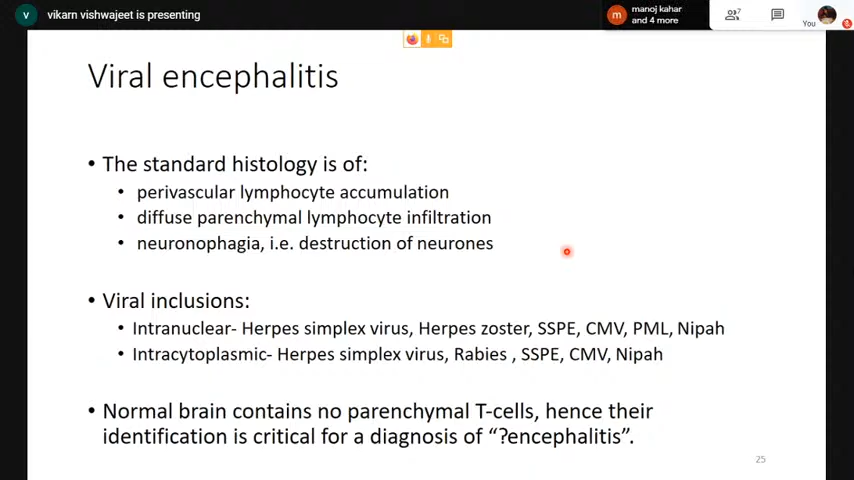 v vikarn vishwajeet is presenting
m manoj kahar
and 4 more
7
You
Viral encephalitis
• The standard histology is of:
• perivascular lymphocyte accumulation
• diffuse parenchymal lymphocyte infiltration
• neuronophagia, i.e. destruction of neurones
• Viral inclusions:
• Intranuclear- Herpes simplex virus, Herpes zoster, SSPE, CMV, PML, Nipah
• Intracytoplasmic- Herpes simplex virus, Rabies , SSPE, CMV, Nipah
• Normal brain contains no parenchymal T-cells, hence their
identification is critical for a diagnosis of “?encephalitis”.
25